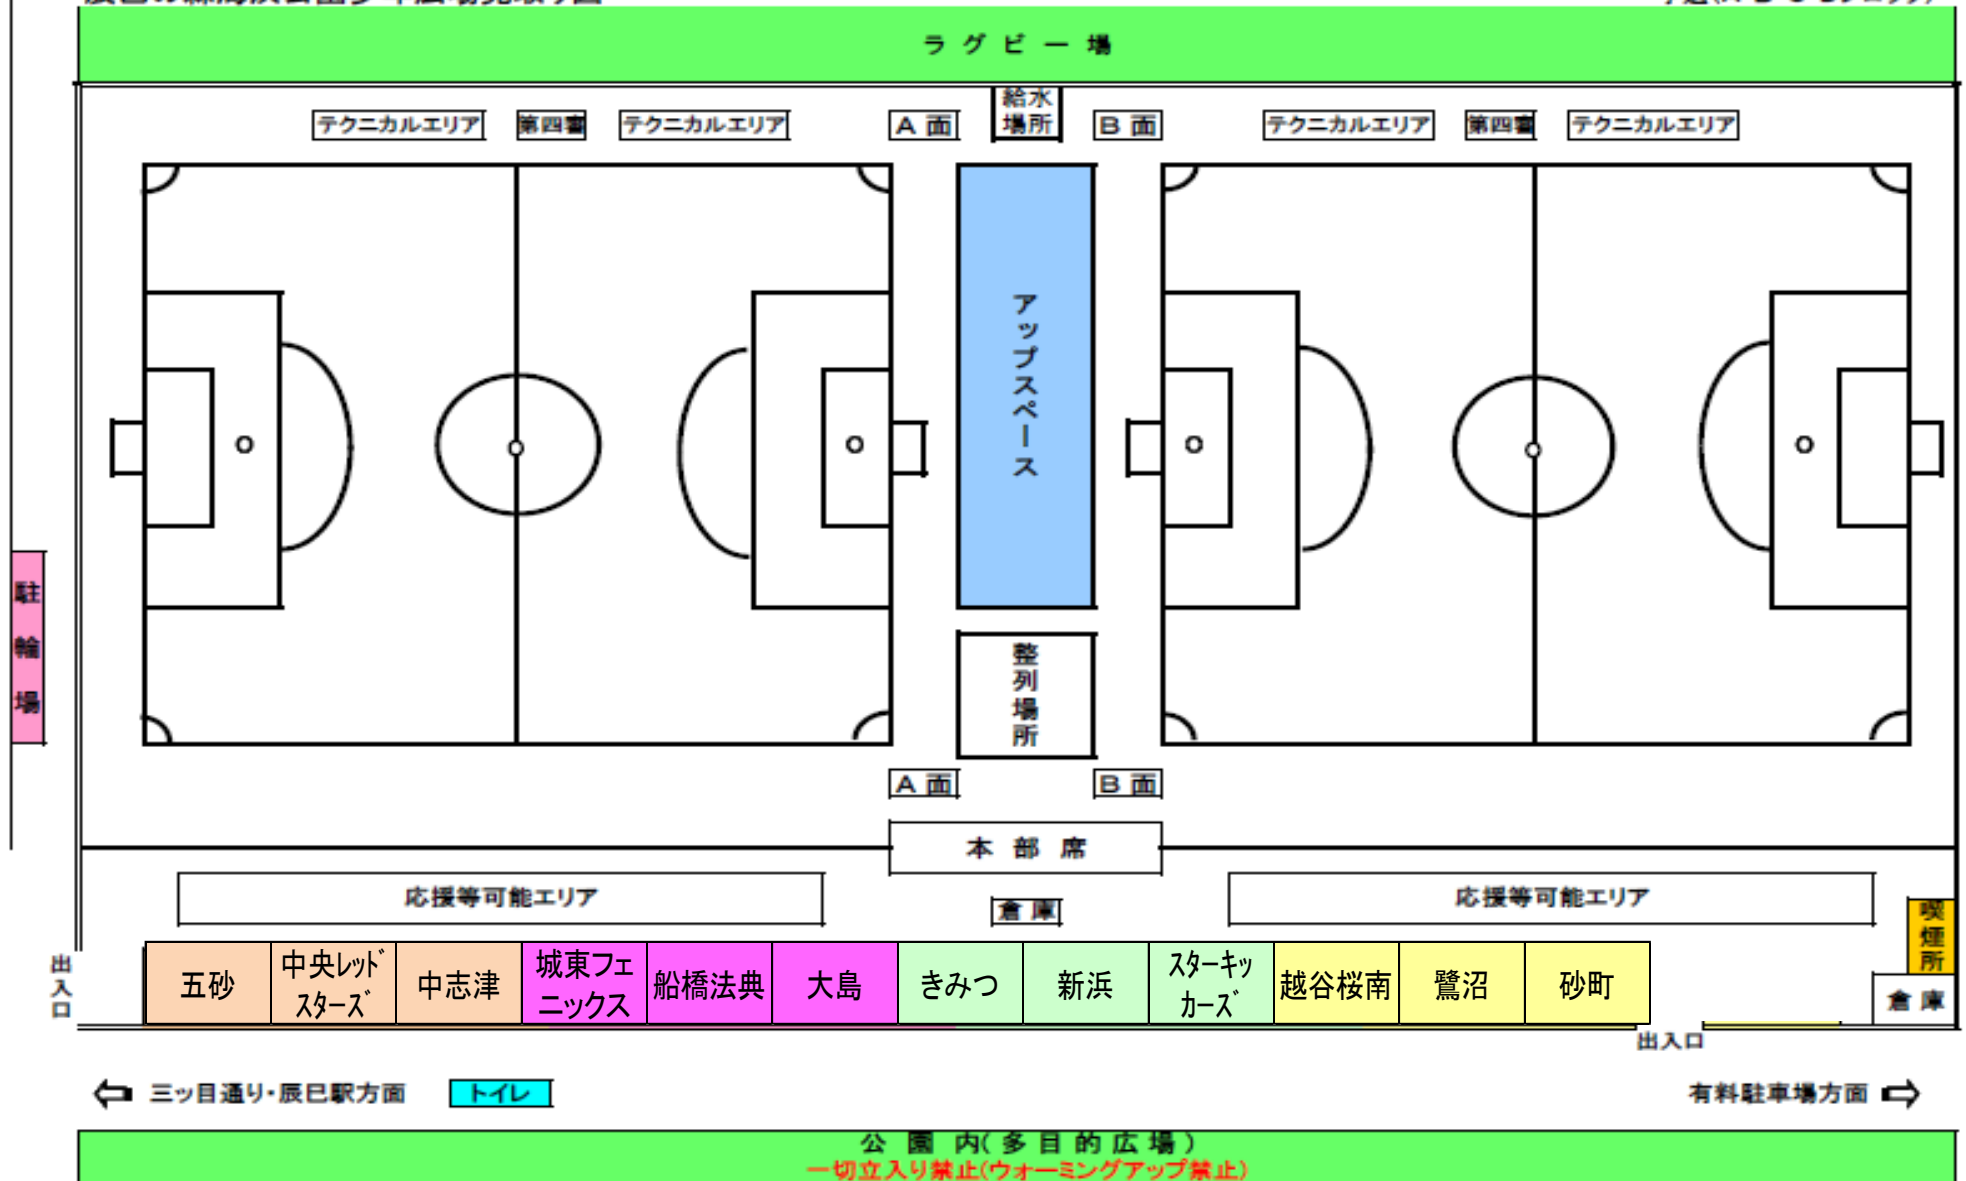 ラグビー場
テクニカルエリア
第四審
テクニカルエリア
A面
給水
場所
B面
テクニカルエリア
第四審
テクニカルエリア
アップスペース
駐輪場
整列場所
A面
B面
本部席
応援等可能エリア
倉庫
応援等可能エリア
喫煙所
出入口
五砂
中央レッド
スターズ
中志津
城東フェ
ニックス
船橋法典
大島
きみつ
新浜
スターキッ
カーズ
越谷桜南
鷺沼
砂町
倉庫
出入口
三ッ目通り・辰巳駅方面
トイレ
有料駐車場方面
公園内(多目的広場)
一切立入り禁止(ウォーミングアップ禁止)